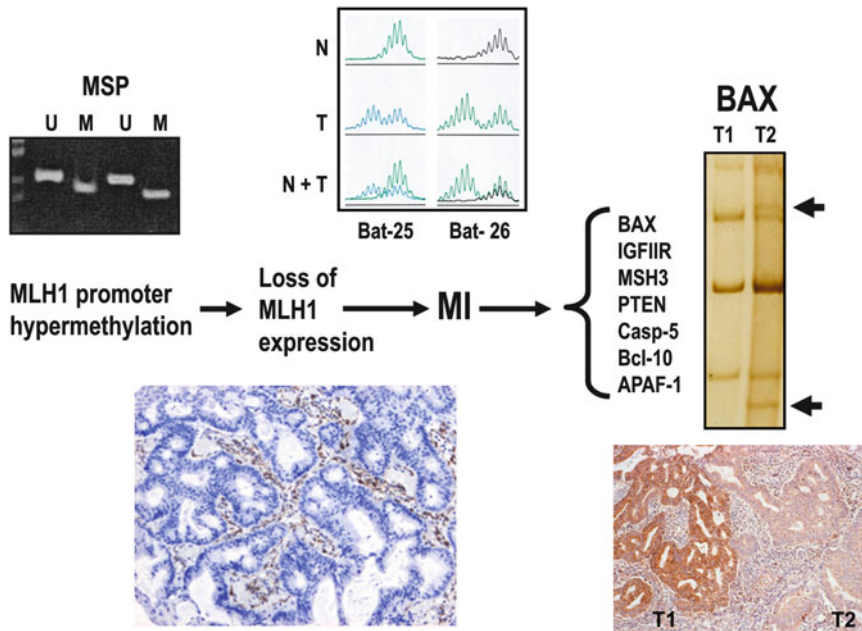 MSP
U M U M
N
T
N + T
Bat-25 Bat- 26
BAX
T1 T2
MLH1 promoter
hypermethylation
Loss of
MLH1
expression
MI
BAX
IGFIIR
MSH3
PTEN
Casp-5
Bcl-10
APAF-1
T1 T2